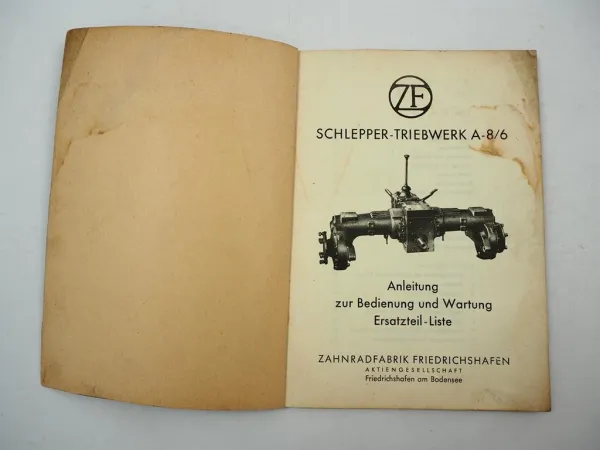 ZF
SCHLEPPER-TRIEBWERK A-8/6
Anleitung
zur Bedienung und Wartung
Ersatzteil-Liste
ZAHNRADFABRIK FRIEDRICHSHAFEN
AKTIENGESELLSCHAFT
Friedrichshafen am Bodensee